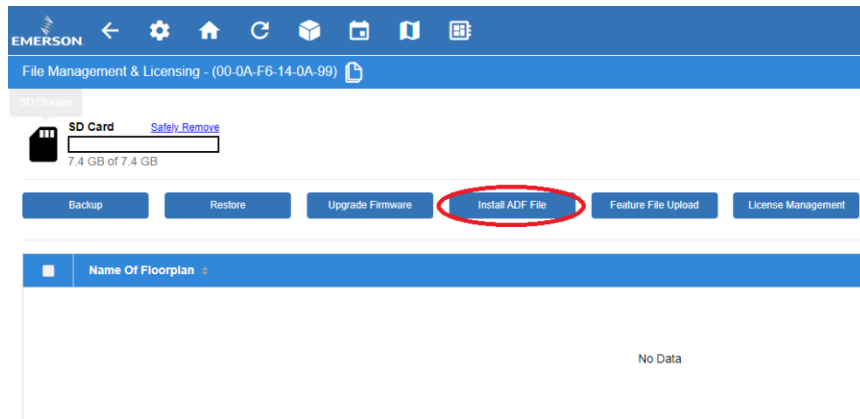 EMERSON.
File Management & Licensing - (00-0A-F6-14-0A-99)
SD Storage
SD Card Safely Remove
7.4 GB of 7.4 GB
Backup Restore Upgrade Firmware Install ADF File Feature File Upload License Management
Name Of Floorplan
No Data